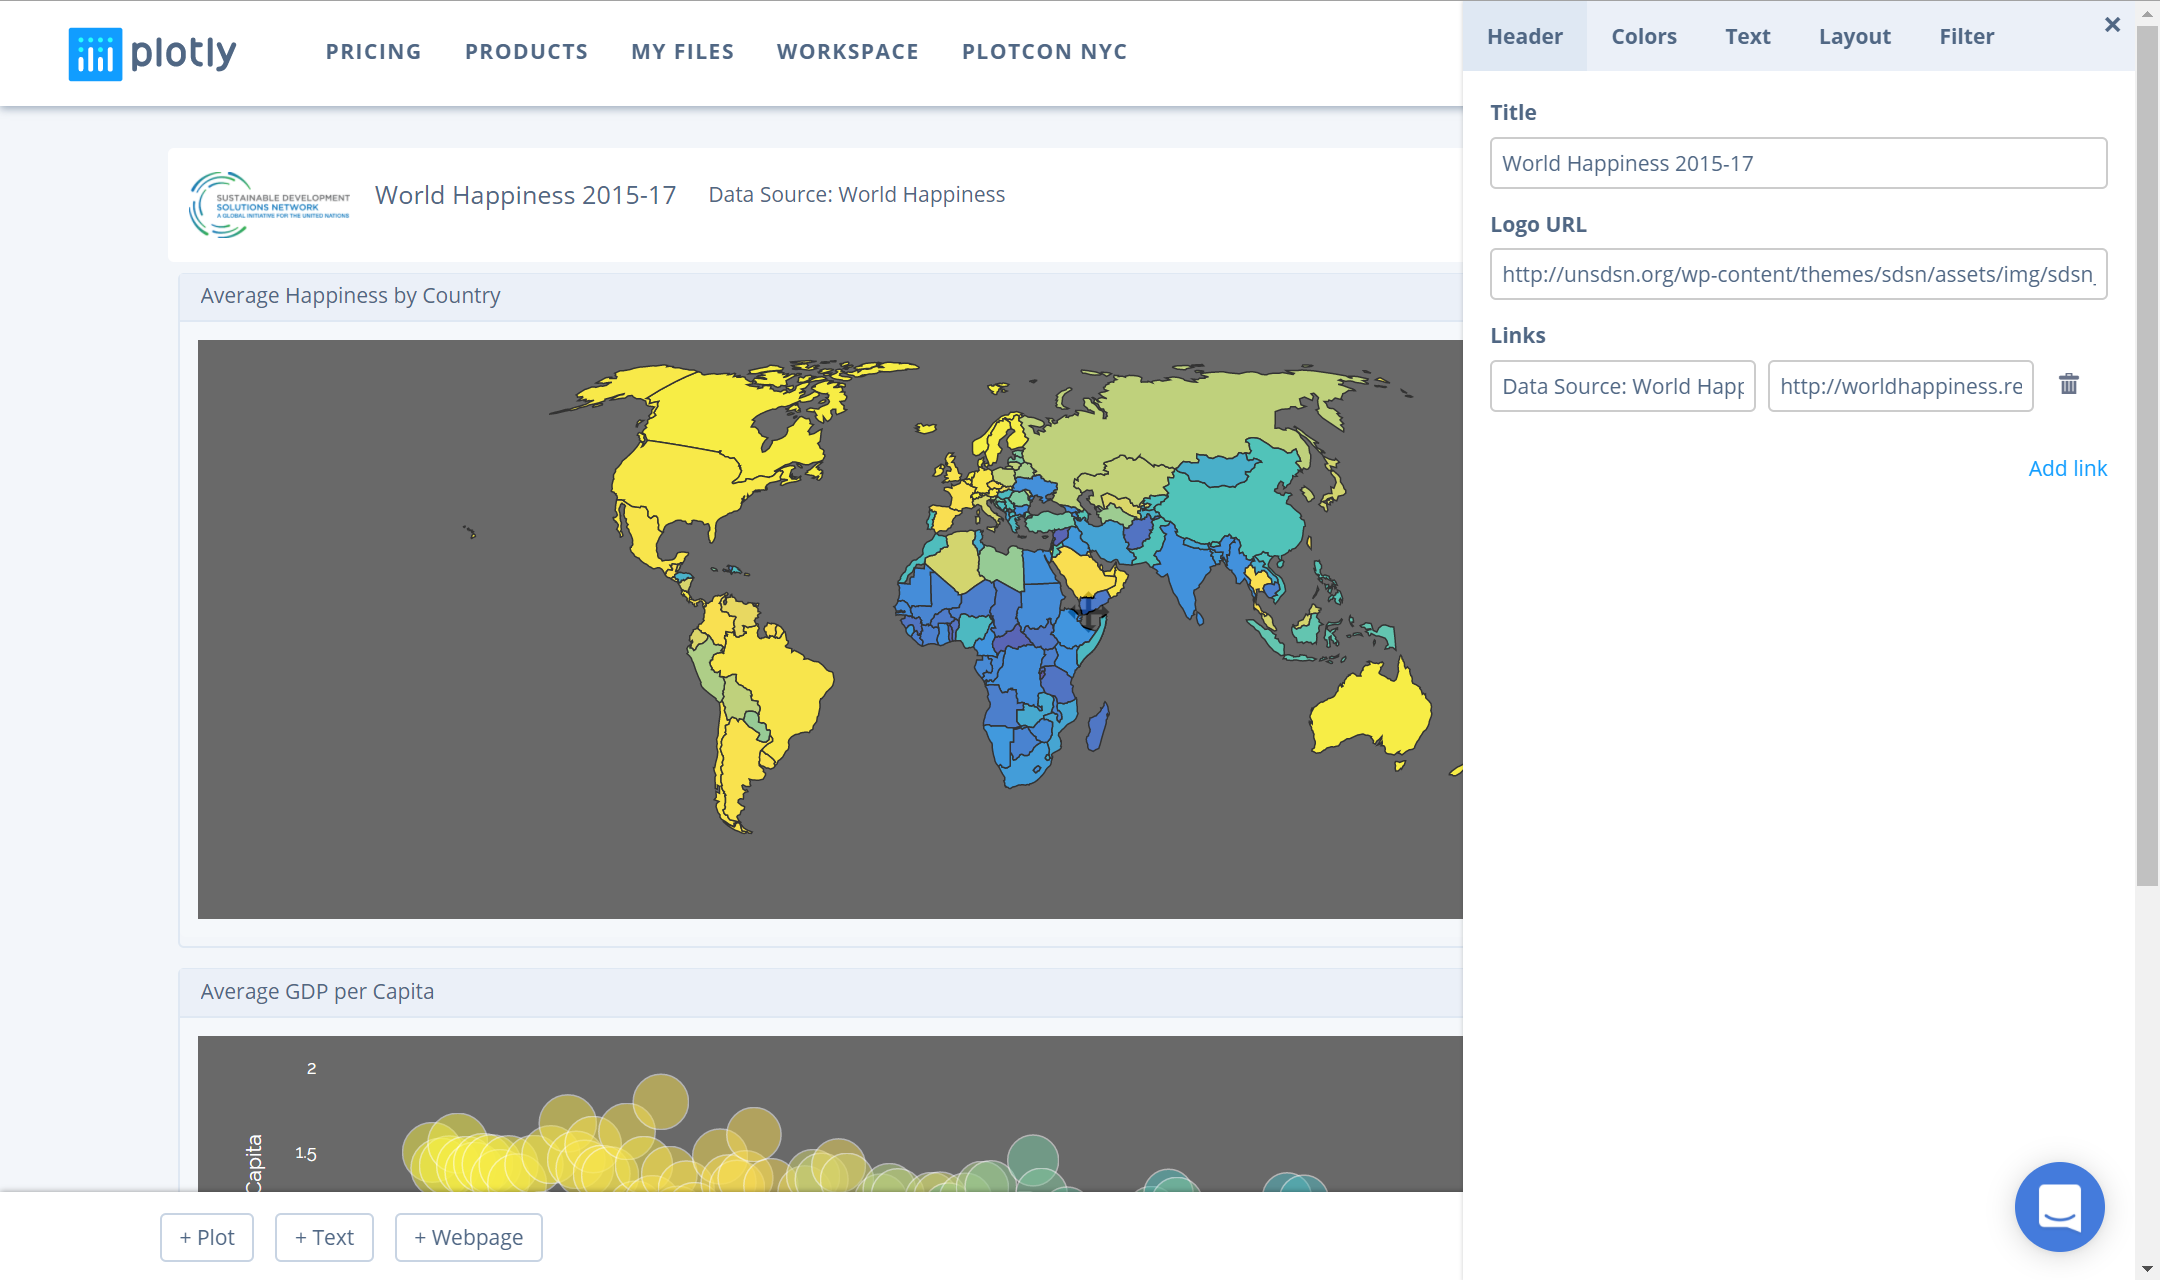 plotly
PRICING PRODUCTS MY FILES WORKSPACE PLOTCON NYC
Header Colors Text Layout Filter
Title
World Happiness 2015-17
Logo URL
http://unsdsn.org/wp-content/themes/sdsn/assets/img/sdsn_
Links
Data Source: World Happ http://worldhappiness.re
Add link
SUSTAINABLE DEVELOPMENT
SOLUTIONS NETWORK
A GLOBAL INITIATIVE FOR THE UNITED NATIONS
World Happiness 2015-17 Data Source: World Happiness
Average Happiness by Country
Average GDP per Capita
2
1.5
Capita
+ Plot + Text + Webpage